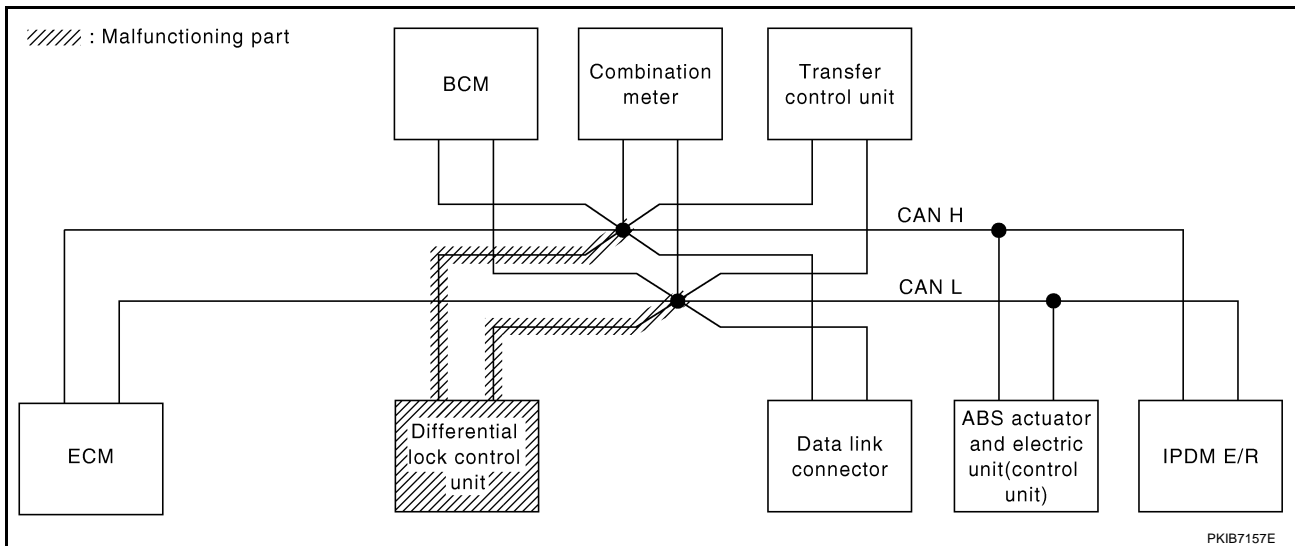 : Malfunctioning part
BCM
Combination
meter
Transfer
control unit
CAN H
CAN L
ECM
Differential
lock control
unit
Data link
connector
ABS actuator
and electric
unit(control
unit)
IPDM E/R
PKIB7157E